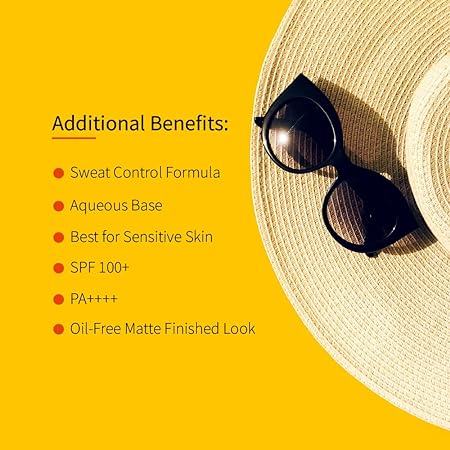 Additional Benefits:
Sweat Control Formula
Aqueous Base
Best for Sensitive Skin
SPF 100+
PA++++
Oil-Free Matte Finished Look